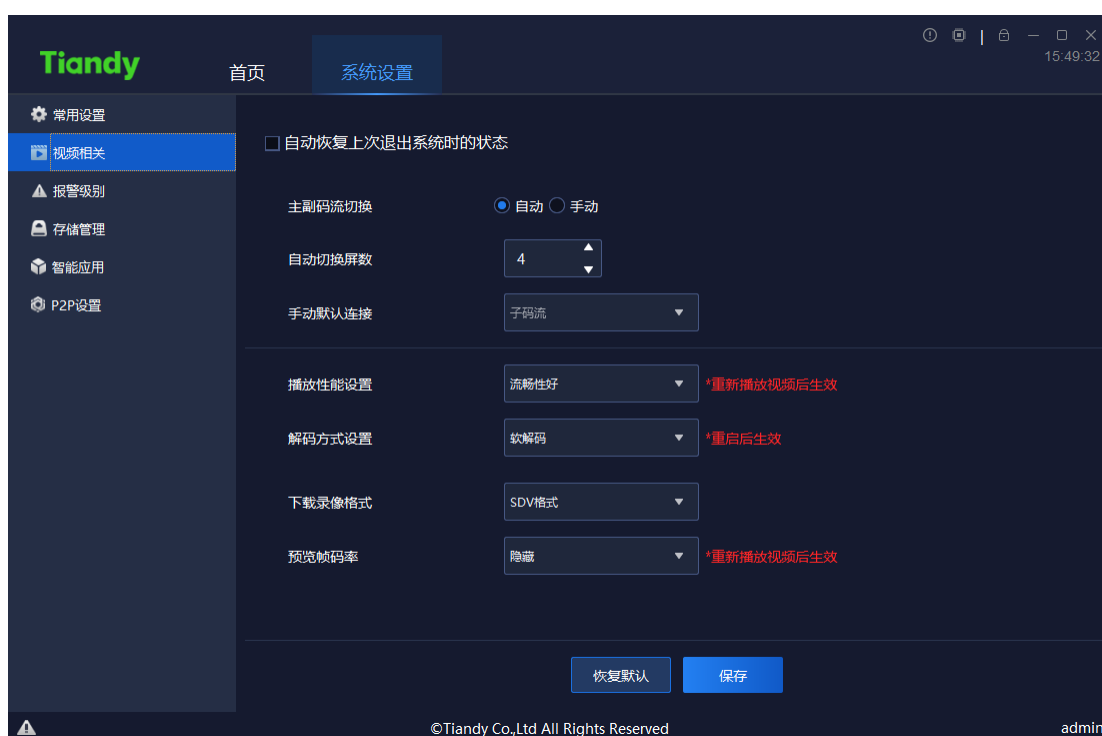 15:49:32
Tiandy
首页
系统设置
常用设置
视频相关
报警级别
存储管理
智能应用
P2P设置
自动恢复上次退出系统时的状态
主副码流切换 自动 手动
自动切换屏数 4
手动默认连接 子码流
播放性能设置 流畅性好 *重新播放视频后生效
解码方式设置 软解码 *重启后生效
下载录像格式 SDV格式
预览帧码率 隐藏 *重新播放视频后生效
恢复默认 保存
©Tiandy Co.,Ltd All Rights Reserved
admin